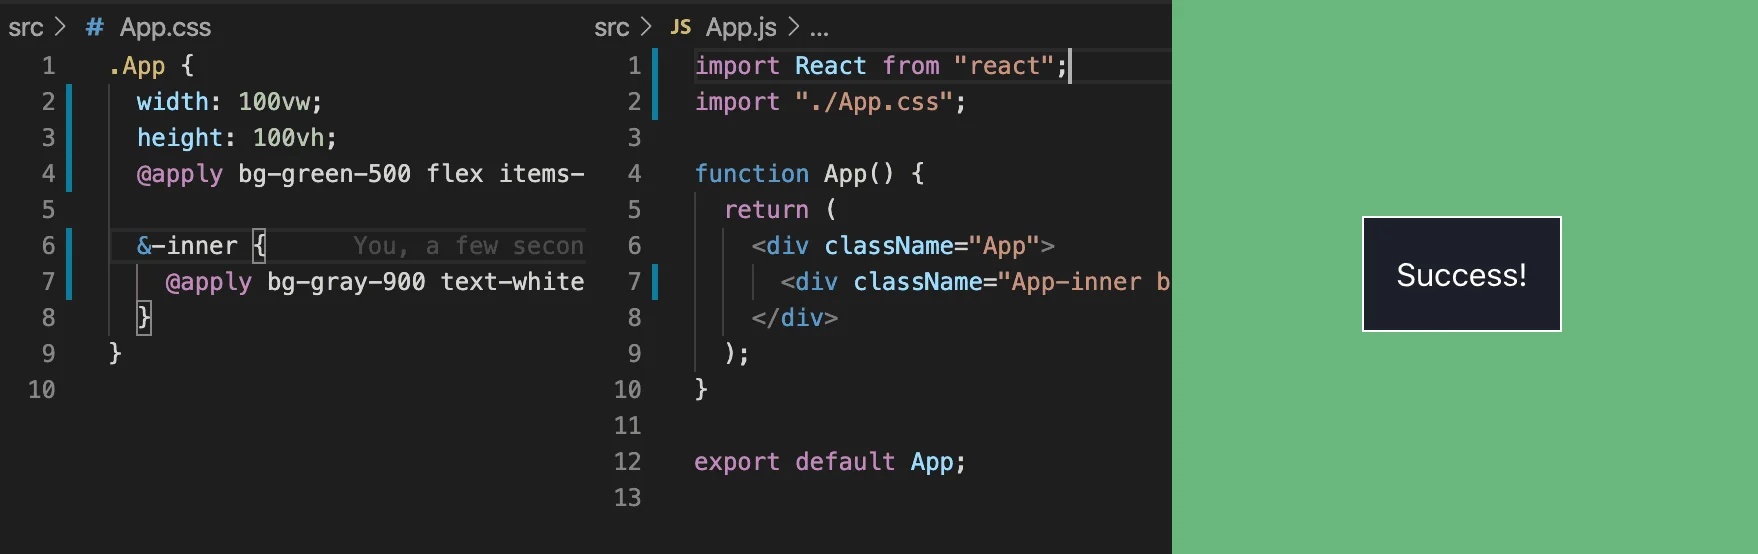 src > # App.css
1 .App {
2 width: 100vw;
3 height: 100vh;
4 @apply bg-green-500 flex items-
5
6 &-inner { You, a few secon
7 @apply bg-gray-900 text-white
8 }
9 }
10
src > JS App.js > ...
1 import React from "react";
2 import "./App.css";
3
4 function App() {
5 return (
6 <div className="App">
7 <div className="App-inner b
8 </div>
9 );
10 }
11
12 export default App;
13
Success!